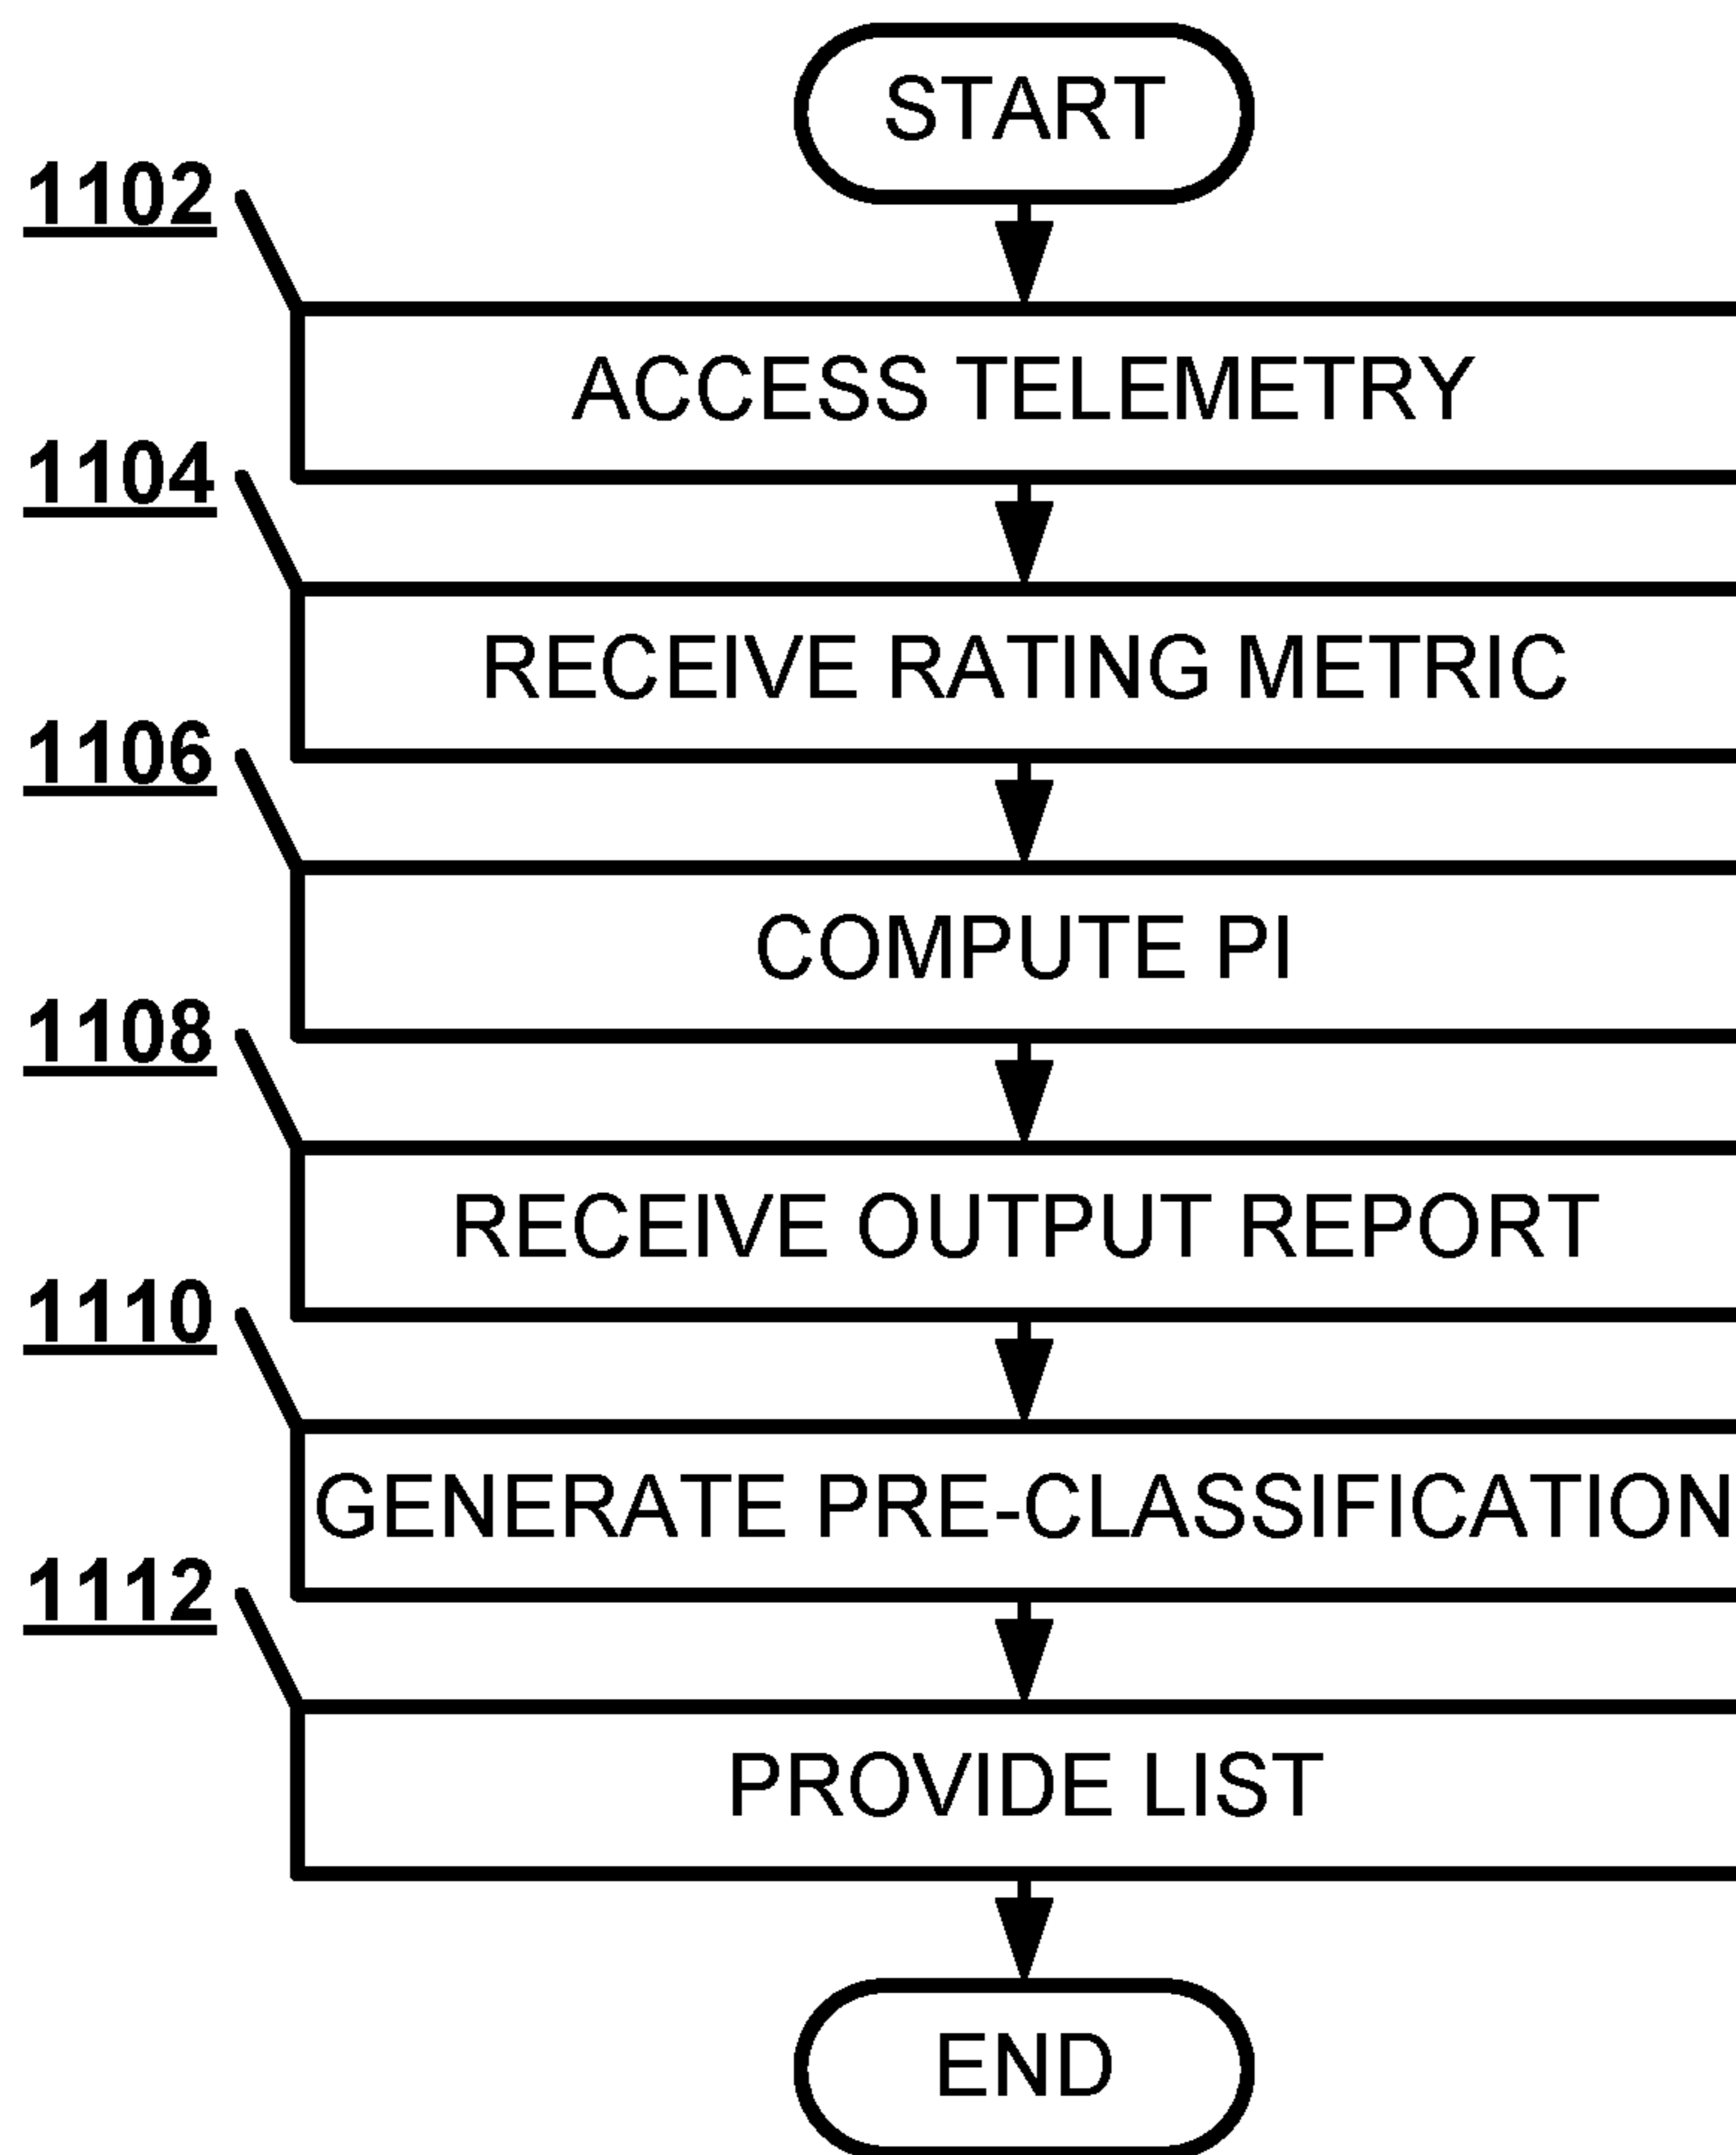 START
1102
ACCESS TELEMETRY
1104
RECEIVE RATING METRIC
1106
COMPUTE PI
1108
RECEIVE OUTPUT REPORT
1110
GENERATE PRE-CLASSIFICATION
1112
PROVIDE LIST
END